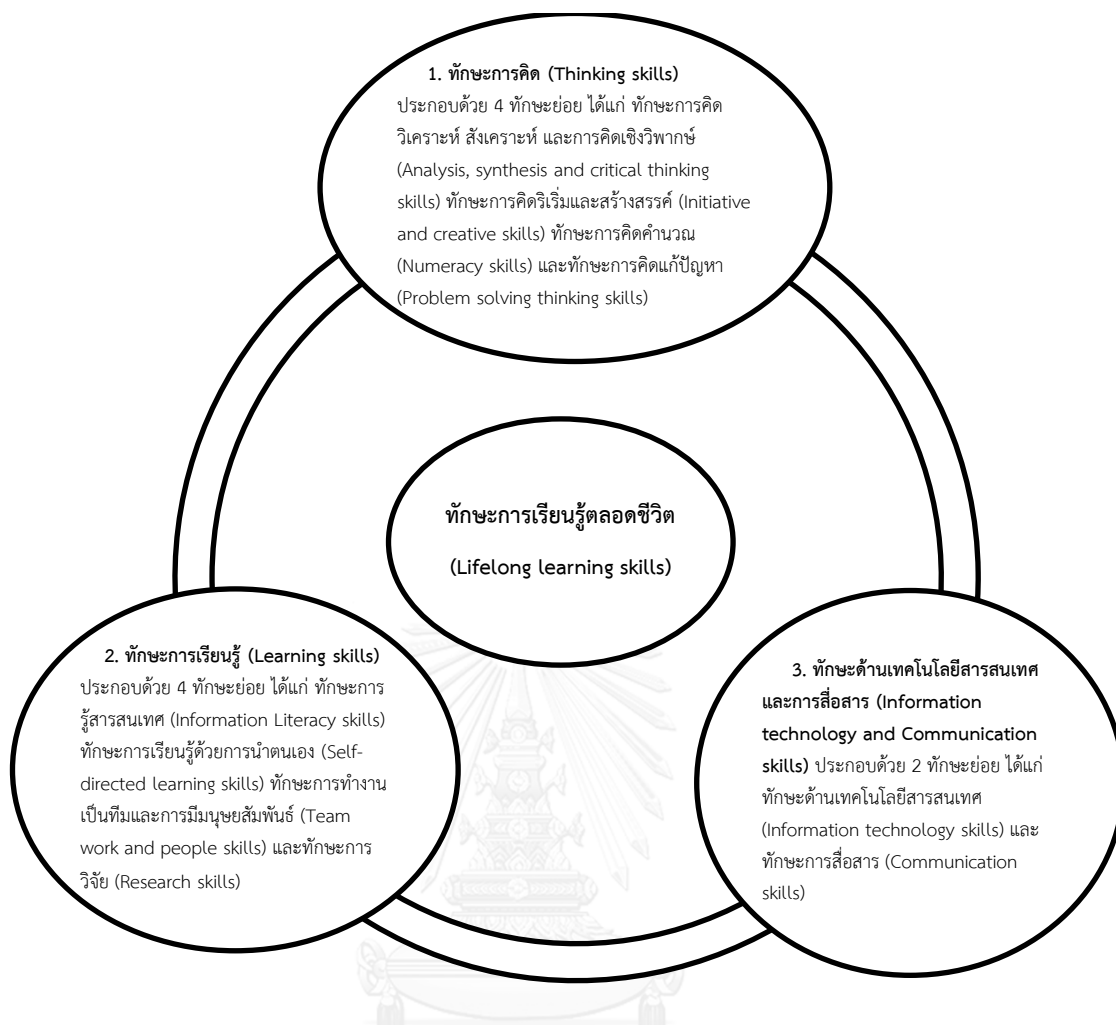 1. ทักษะการคิด (Thinking skills)
ประกอบด้วย 4 ทักษะย่อย ได้แก่ ทักษะการคิด
วิเคราะห์ สังเคราะห์ และการคิดเชิงวิพากษ์
(Analysis, synthesis and critical thinking
skills) ทักษะการคิดริเริ่มและสร้างสรรค์ (Initiative
and creative skills) ทักษะการคิดคำนวณ
(Numeracy skills) และทักษะการคิดแก้ปัญหา
(Problem solving thinking skills)
ทักษะการเรียนรู้ตลอดชีวิต
(Lifelong learning skills)
2. ทักษะการเรียนรู้ (Learning skills)
ประกอบด้วย 4 ทักษะย่อย ได้แก่ ทักษะการ
รู้สารสนเทศ (Information Literacy skills)
ทักษะการเรียนรู้ด้วยการนำตนเอง (Self-
directed learning skills) ทักษะการทำงาน
เป็นทีมและการมีมนุษยสัมพันธ์ (Team
work and people skills) และทักษะการ
วิจัย (Research skills)
3. ทักษะด้านเทคโนโลยีสารสนเทศ
และการสื่อสาร (Information
technology and Communication
skills) ประกอบด้วย 2 ทักษะย่อย ได้แก่
ทักษะด้านเทคโนโลยีสารสนเทศ
(Information technology skills) และ
ทักษะการสื่อสาร (Communication
skills)